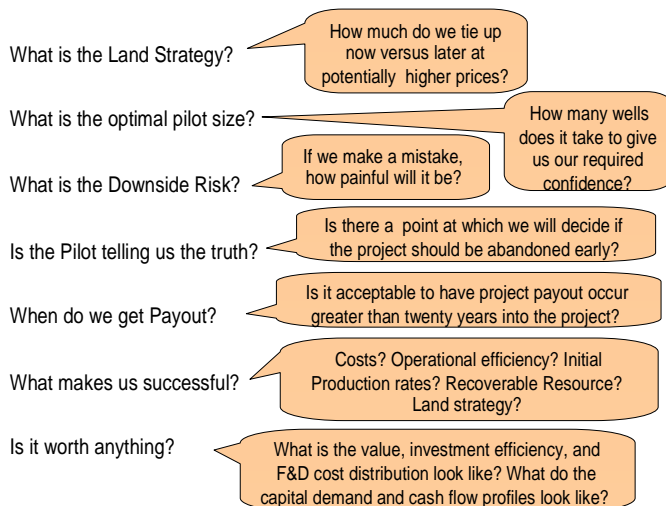 What is the Land Strategy?
How much do we tie up
now versus later at
potentially higher prices?
What is the optimal pilot size?
How many wells
does it take to give
us our required
confidence?
What is the Downside Risk?
If we make a mistake,
how painful will it be?
Is the Pilot telling us the truth?
Is there a point at which we will decide if
the project should be abandoned early?
When do we get Payout?
Is it acceptable to have project payout occur
greater than twenty years into the project?
What makes us successful?
Costs? Operational efficiency? Initial
Production rates? Recoverable Resource?
Land strategy?
Is it worth anything?
What is the value, investment efficiency, and
F&D cost distribution look like? What do the
capital demand and cash flow profiles look like?